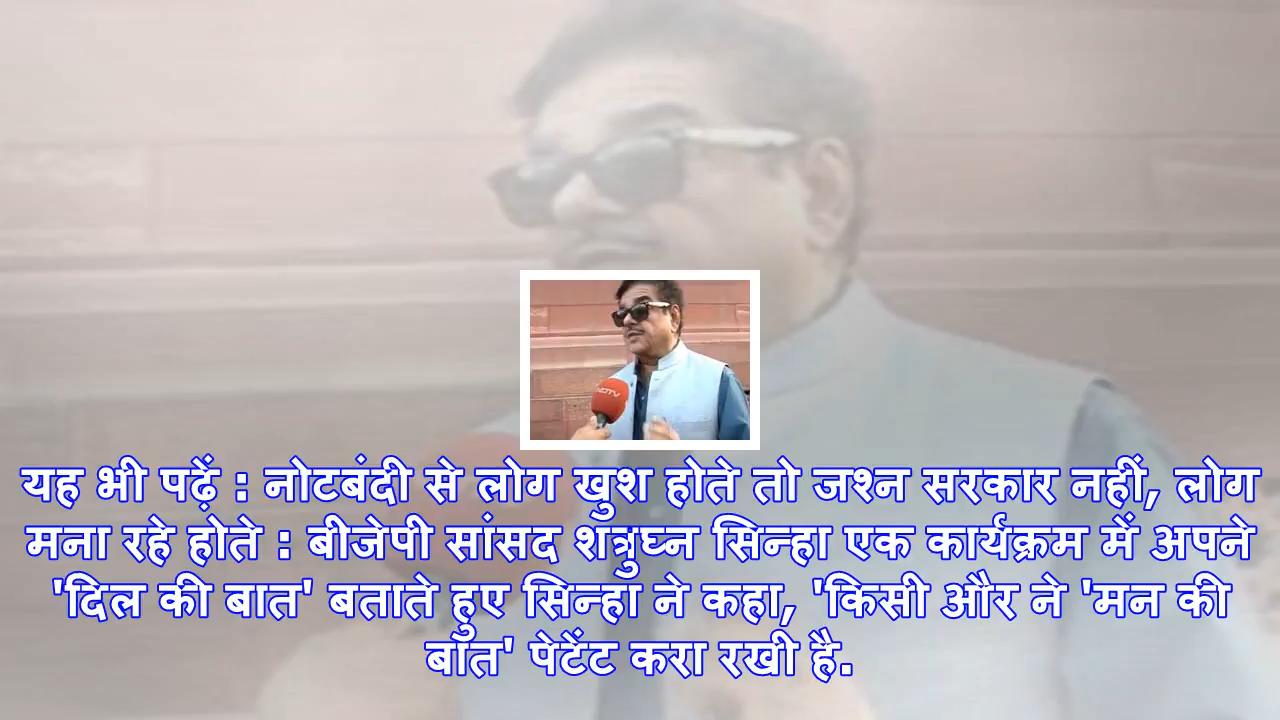 NDTV
यह भी पढ़ें : नोटबंदी से लोग खुश होते तो जश्न सरकार नहीं, लोग
मना रहे होते : बीजेपी सांसद शत्रुघ्न सिन्हा एक कार्यक्रम में अपने
'दिल की बात' बताते हुए सिन्हा ने कहा, 'किसी और ने 'मन की
बात' पेटेंट करा रखी है.